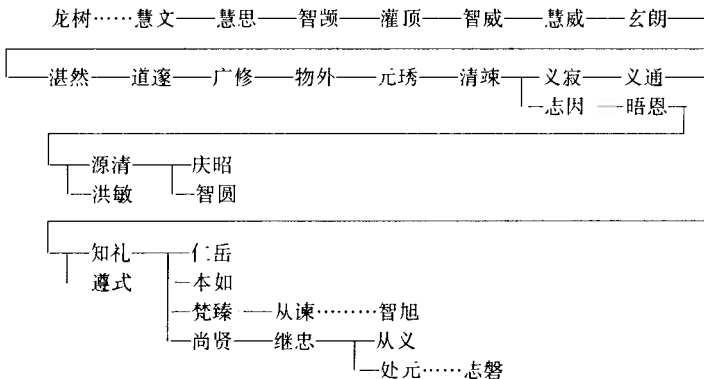 龙树……慧文——慧思——智𫖮——灌顶——智威——慧威——玄朗——
湛然——道邃——广修——物外——元琇——清竦——义寂——义通——
志因——晤恩
源清——庆昭
洪敏——智圆
知礼——仁岳
遵式——本如
梵臻——从谏………智旭
尚贤——继忠——从义
处元……志磐